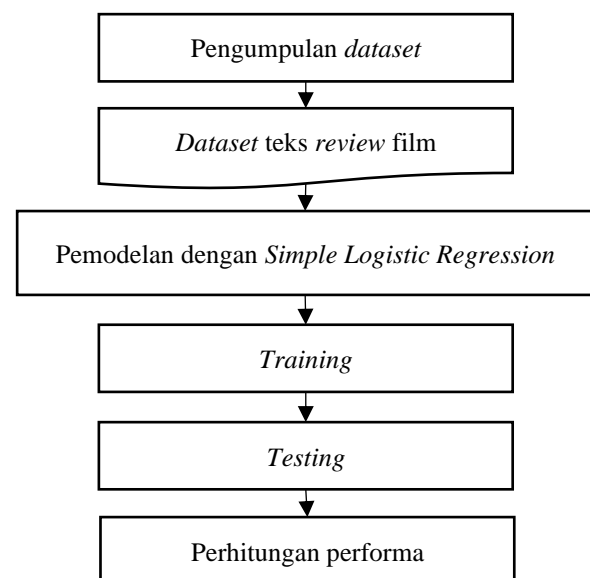 Pengumpulan dataset
Dataset teks review film
Pemodelan dengan Simple Logistic Regression
Training
Testing
Perhitungan performa